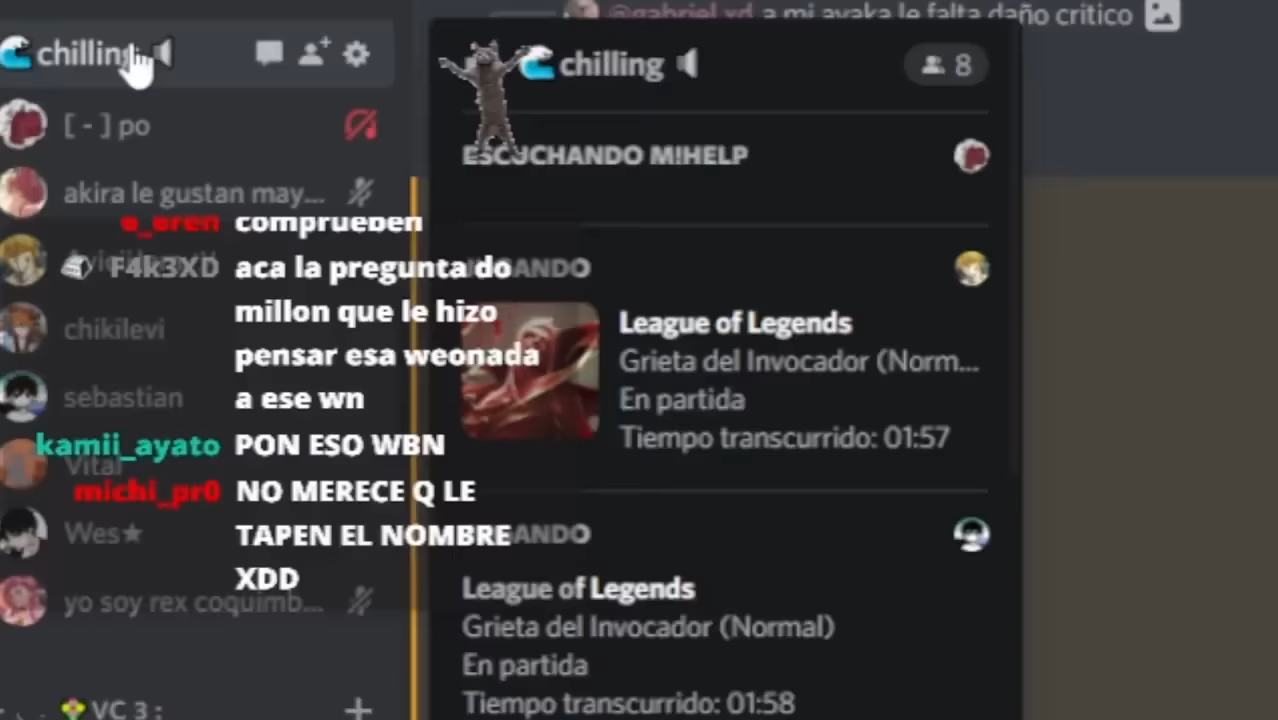 @gabriel.xd a mi ayaka le falta daño critico
chilling
chilling
8
[ - ] po
ESCUCHANDO M!HELP
akira le gustan may...
e_eren comprueben
F4k3XD aca la pregunta do
millon que le hizo
pensar esa weonada
a ese wn
League of Legends
Grieta del Invocador (Norm...
En partida
Tiempo transcurrido: 01:57
chikilevi
sebastian
kamii_ayato PON ESO WBN
Vital
michi_pr0 NO MERECE Q LE
TAPEN EL NOMBRE
XDD
Wes★
League of Legends
Grieta del Invocador (Normal)
En partida
Tiempo transcurrido: 01:58
yo soy rex coquimb...
VC 3 :